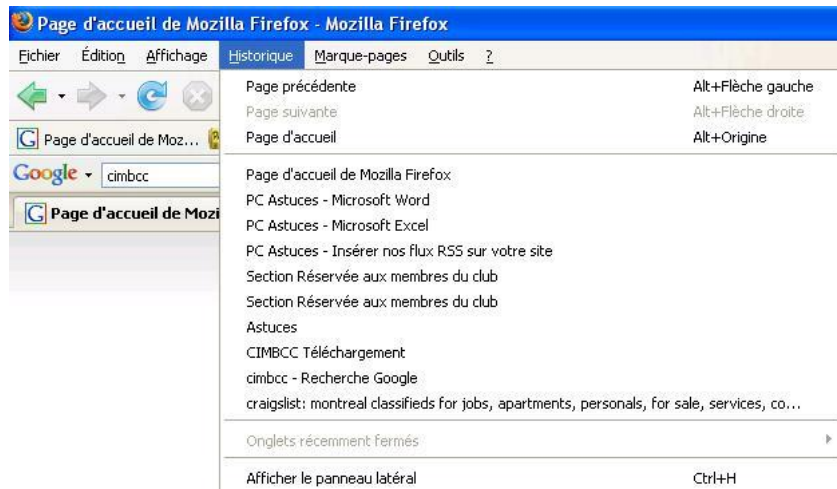 Page d'accueil de Mozilla Firefox - Mozilla Firefox
Fichier Édition Affichage Historique Marque-pages Outils ?
Page précédente Alt+Flèche gauche
Page suivante Alt+Flèche droite
Page d'accueil Alt+Origine
G Page d'accueil de Moz...
Google cimbcc
G Page d'accueil de Mozi
Page d'accueil de Mozilla Firefox
PC Astuces - Microsoft Word
PC Astuces - Microsoft Excel
PC Astuces - Insérer nos flux RSS sur votre site
Section Réservée aux membres du club
Section Réservée aux membres du club
Astuces
CIMBCC Téléchargement
cimbcc - Recherche Google
craigslist: montreal classifieds for jobs, apartments, personals, for sale, services, co...
Onglets récemment fermés
Afficher le panneau latéral Ctrl+H